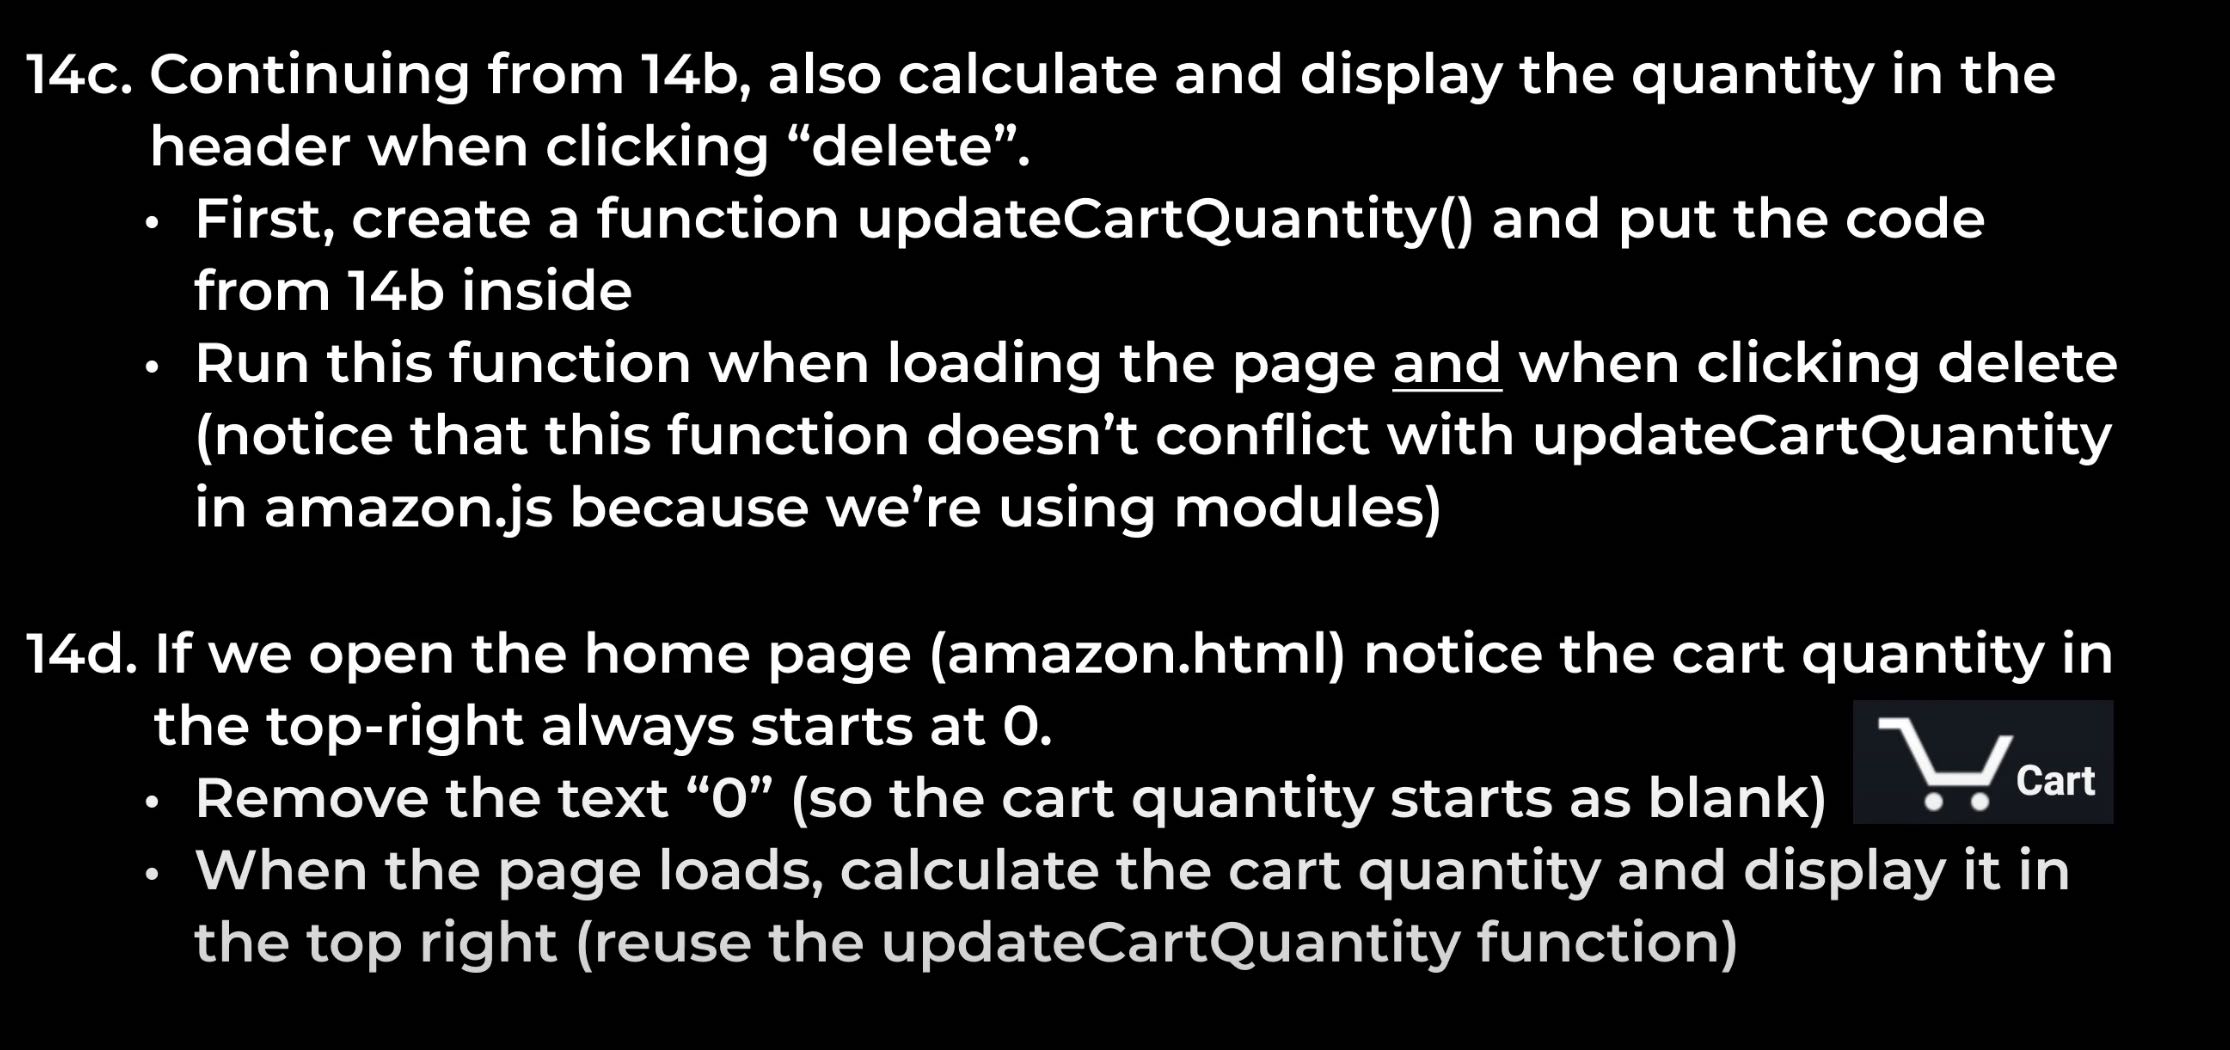 14c. Continuing from 14b, also calculate and display the quantity in the
header when clicking “delete”.
• First, create a function updateCartQuantity() and put the code
from 14b inside
• Run this function when loading the page and when clicking delete
(notice that this function doesn’t conflict with updateCartQuantity
in amazon.js because we’re using modules)
14d. If we open the home page (amazon.html) notice the cart quantity in
the top-right always starts at 0.
• Remove the text “0” (so the cart quantity starts as blank)
Cart
• When the page loads, calculate the cart quantity and display it in
the top right (reuse the updateCartQuantity function)